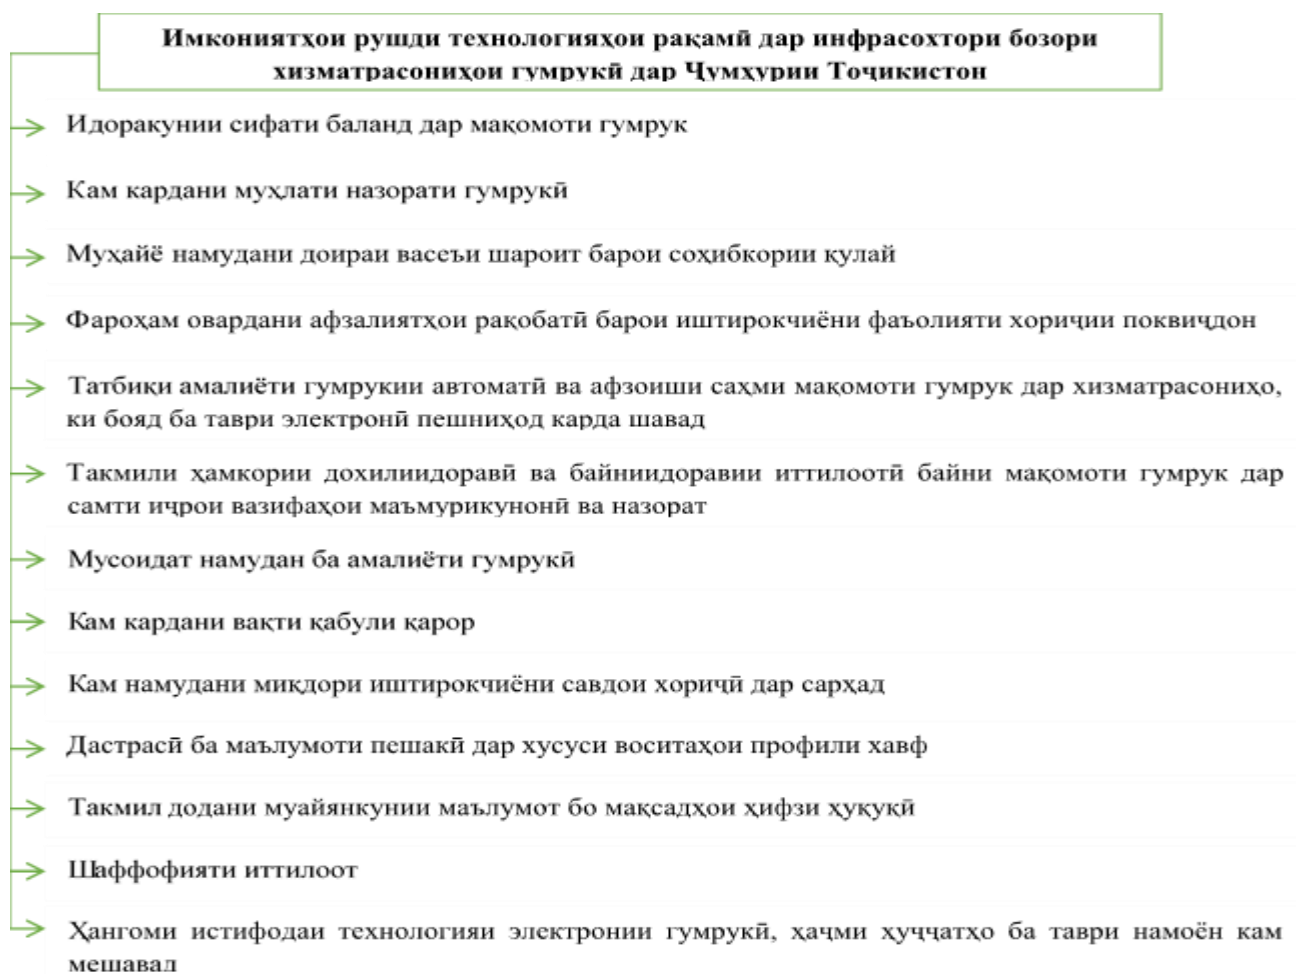 Имкониятҳои рушди технологияҳои рақамӣ дар инфрасохтори бозори
хизматрасониҳои гумрукӣ дар Ҷумҳурии Тоҷикистон
Идоракунии сифати баланд дар мақомоти гумрук
Кам кардани муҳлати назорати гумрукӣ
Муҳайё намудани доираи васеъи шароит барои соҳибкории қулай
Фароҳам овардани афзалиятҳои рақобатӣ барои иштирокчиёни фаъолияти хориҷии поквиҷдон
Татбиқи амалиёти гумрукии автоматӣ ва афзоиши саҳми мақомоти гумрук дар хизматрасониҳо,
ки бояд ба таври электронӣ пешниҳод карда шавад
Такмили ҳамкории дохилиидоравӣ ва байниидоравии иттилоотӣ байни мақомоти гумрук дар
самти иҷрои вазифаҳои маъмурикунонӣ ва назорат
Мусоидат намудан ба амалиёти гумрукӣ
Кам кардани вақти қабули қарор
Кам намудани миқдори иштирокчиёни савдои хориҷӣ дар сарҳад
Дастрасӣ ба маълумоти пешакӣ дар хусуси воситаҳои профили хавф
Такмил додани муайянкунии маълумот бо мақсадҳои ҳифзи ҳуқуқӣ
Шаффофияти иттилоот
Ҳангоми истифодаи технологияи электронии гумрукӣ, ҳаҷми ҳуҷҷатҳо ба таври намоён кам
мешавад